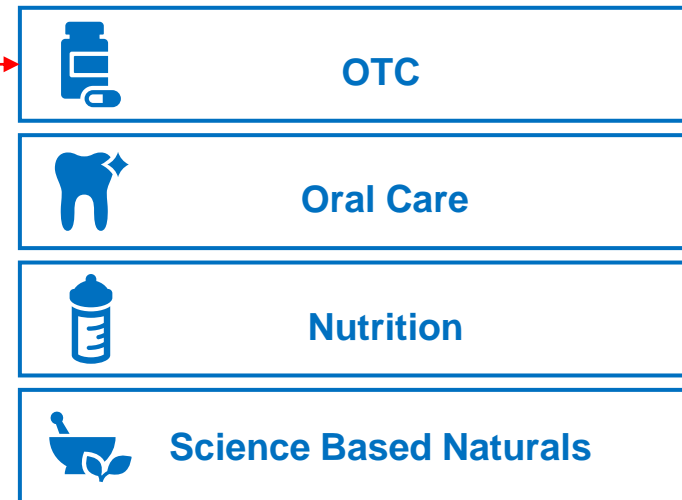 OTC
Oral Care
Nutrition
Science Based Naturals